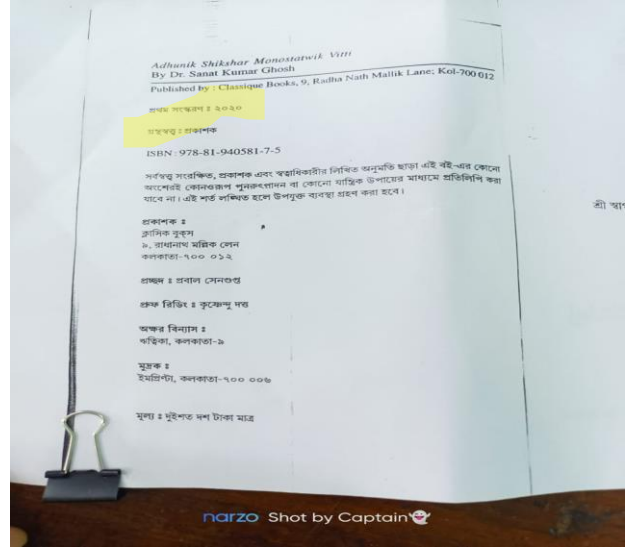 Adhunik Shikshar Monostatwik Vitti
By Dr. Sanat Kumar Ghosh
Published by : Classique Books, 9, Radha Nath Mallik Lane; Kol-700 012
প্রথম সংস্করণ ঃ ২০২০
গ্রন্থস্বত্ত্ব : প্রকাশক
ISBN : 978-81-940581-7-5
সর্বস্বত্ত্ব সংরক্ষিত, প্রকাশক এবং স্বত্বাধিকারীর লিখিত অনুমতি ছাড়া এই বই-এর কোনো
অংশেরই কোনওরূপ পুনরুৎপাদন বা কোনো যান্ত্রিক উপায়ের মাধ্যমে প্রতিলিপি করা
যাবে না। এই শর্ত লঙ্ঘিত হলে উপযুক্ত ব্যবস্থা গ্রহণ করা হবে।
প্রকাশক ঃ
ক্লাসিক বুক্‌স
৯, রাধানাথ মল্লিক লেন
কলকাতা-৭০০ ০১২
প্রচ্ছদ ঃ প্রবাল সেনগুপ্ত
প্রুফ রিডিং ঃ কৃষ্ণেন্দু দত্ত
অক্ষর বিন্যাস ঃ
ঋত্বিকা, কলকাতা-৯
মুদ্রক ঃ
ইমপ্রিন্টা, কলকাতা-৭০০ ০০৬
মূল্য ঃ দুইশত দশ টাকা মাত্র
শ্রী
narzo Shot by Captain👻